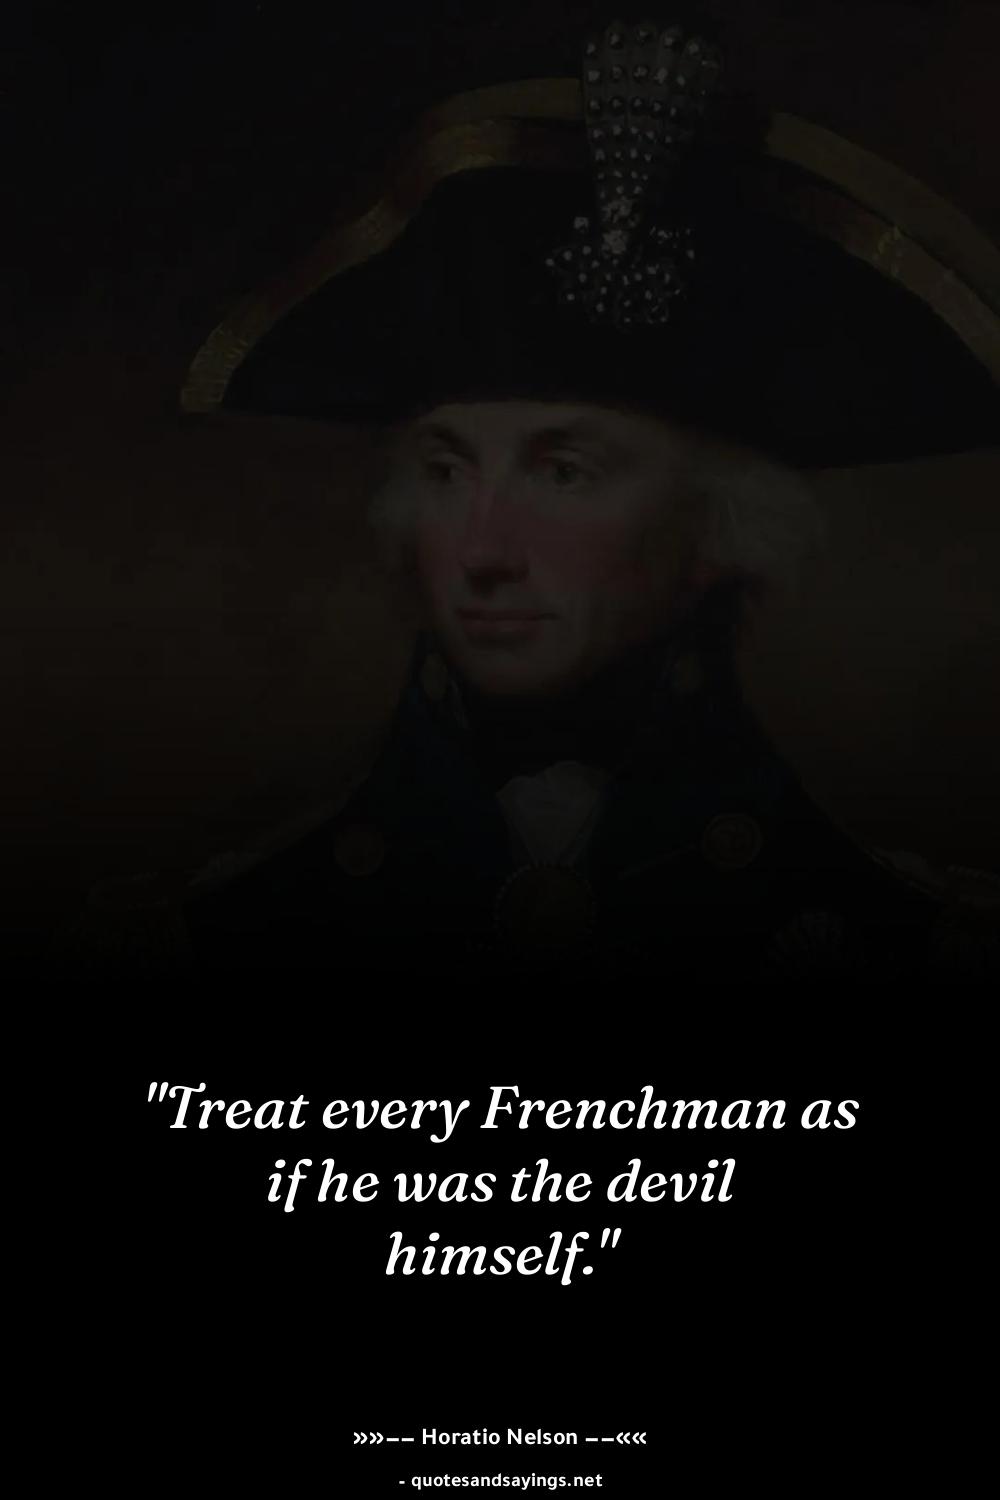 "Treat every Frenchman as
if he was the devil
himself."
»»−− Horatio Nelson −−««
- quotesandsayings.net